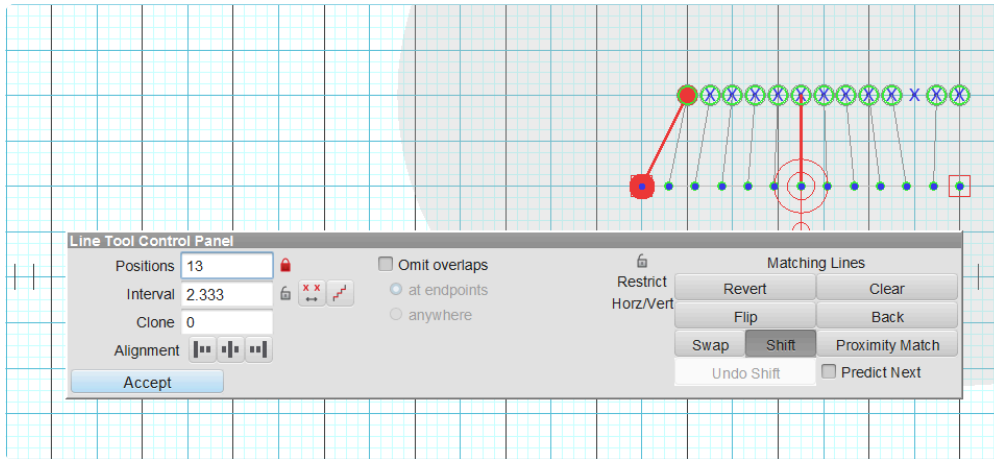 X X X X X X X X X X X X
Line Tool Control Panel
Positions 13
Interval 2.333
X X
Clone 0
Alignment
Accept
Omit overlaps
at endpoints
anywhere
Restrict
Horz/Vert
Matching Lines
Revert Clear
Flip Back
Swap Shift Proximity Match
Undo Shift Predict Next